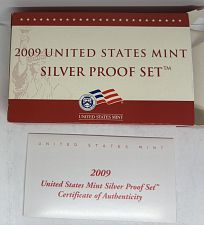 2009 UNITED STATES MINT
SILVER PROOF SET™
UNITED STATES MINT
UNITED STATES MINT
2009
United States Mint Silver Proof Set™
Certificate of Authenticity